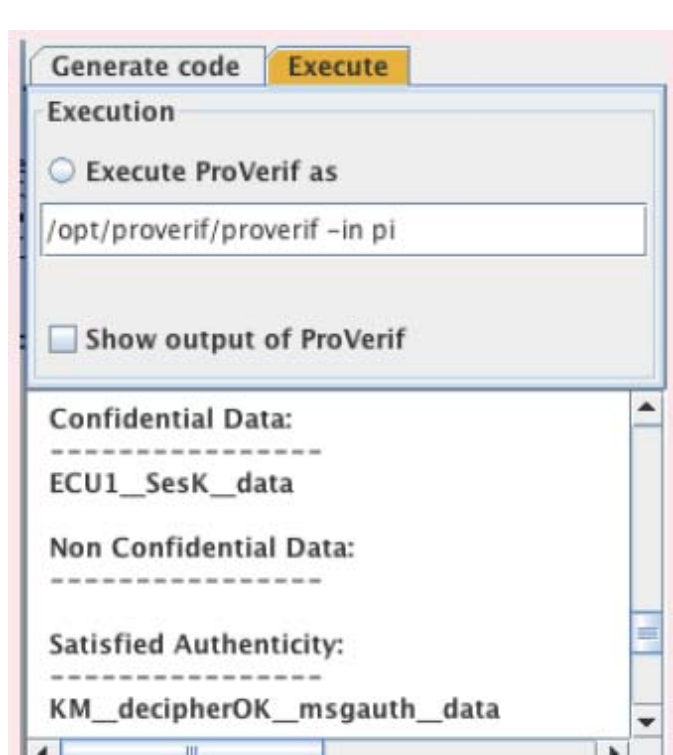 Generate code Execute
Execution
Execute ProVerif as
/opt/proverif/proverif –in pi
Show output of ProVerif
Confidential Data:
----------------
ECU1__SesK__data
Non Confidential Data:
----------------
Satisfied Authenticity:
----------------
KM__decipherOK__msgauth__data